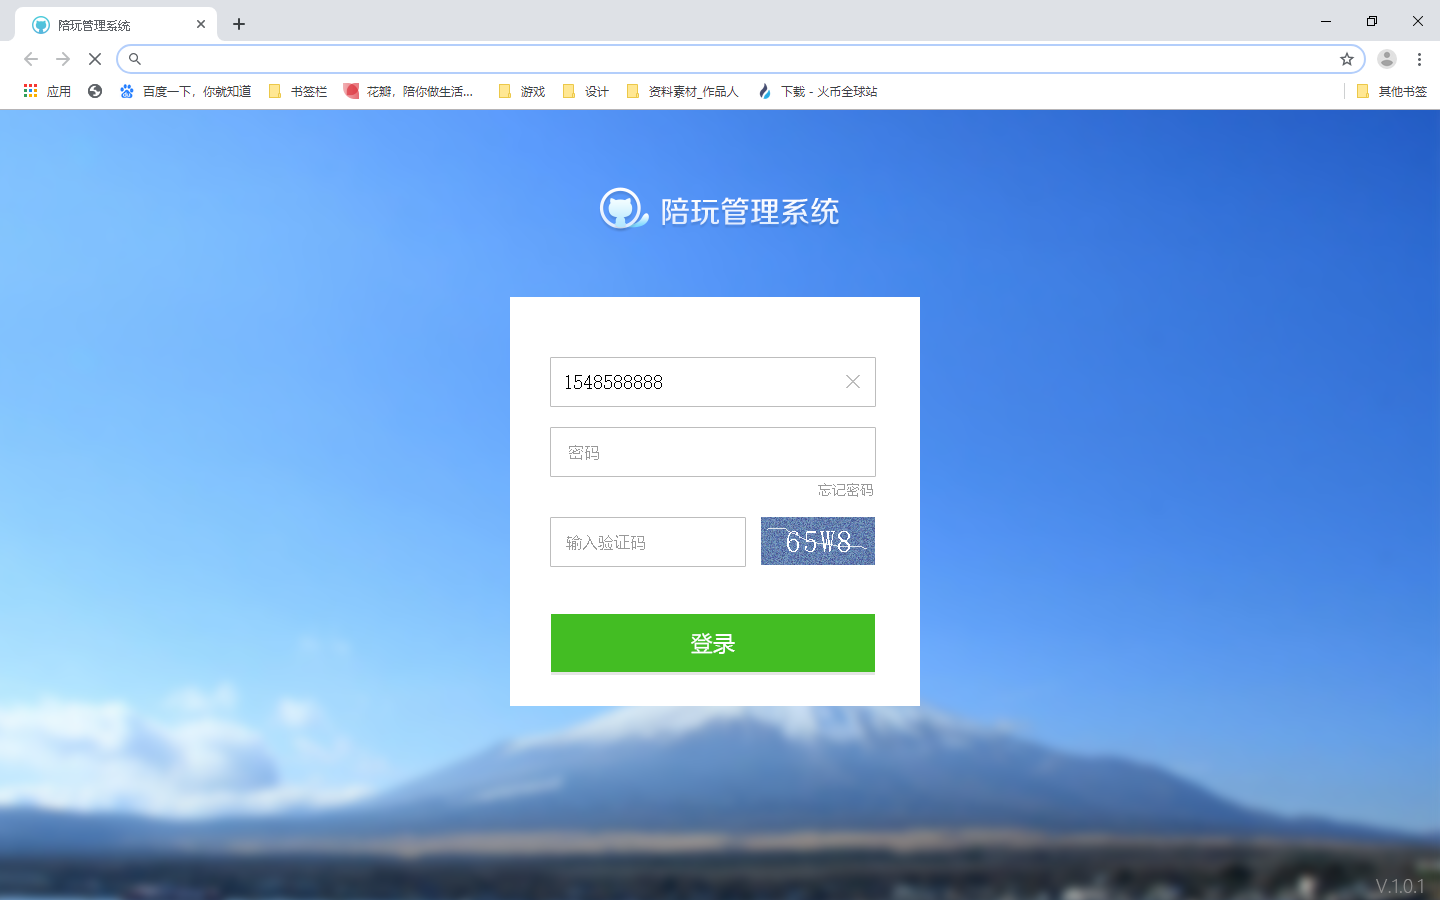 陪玩管理系统
应用 百度一下，你就知道 书签栏 花瓣，陪你做生活... 游戏 设计 资料素材_作品人 下载 - 火币全球站 其他书签
陪玩管理系统
1548588888
密码
忘记密码
输入验证码 65W8
登录
V.1.0.1